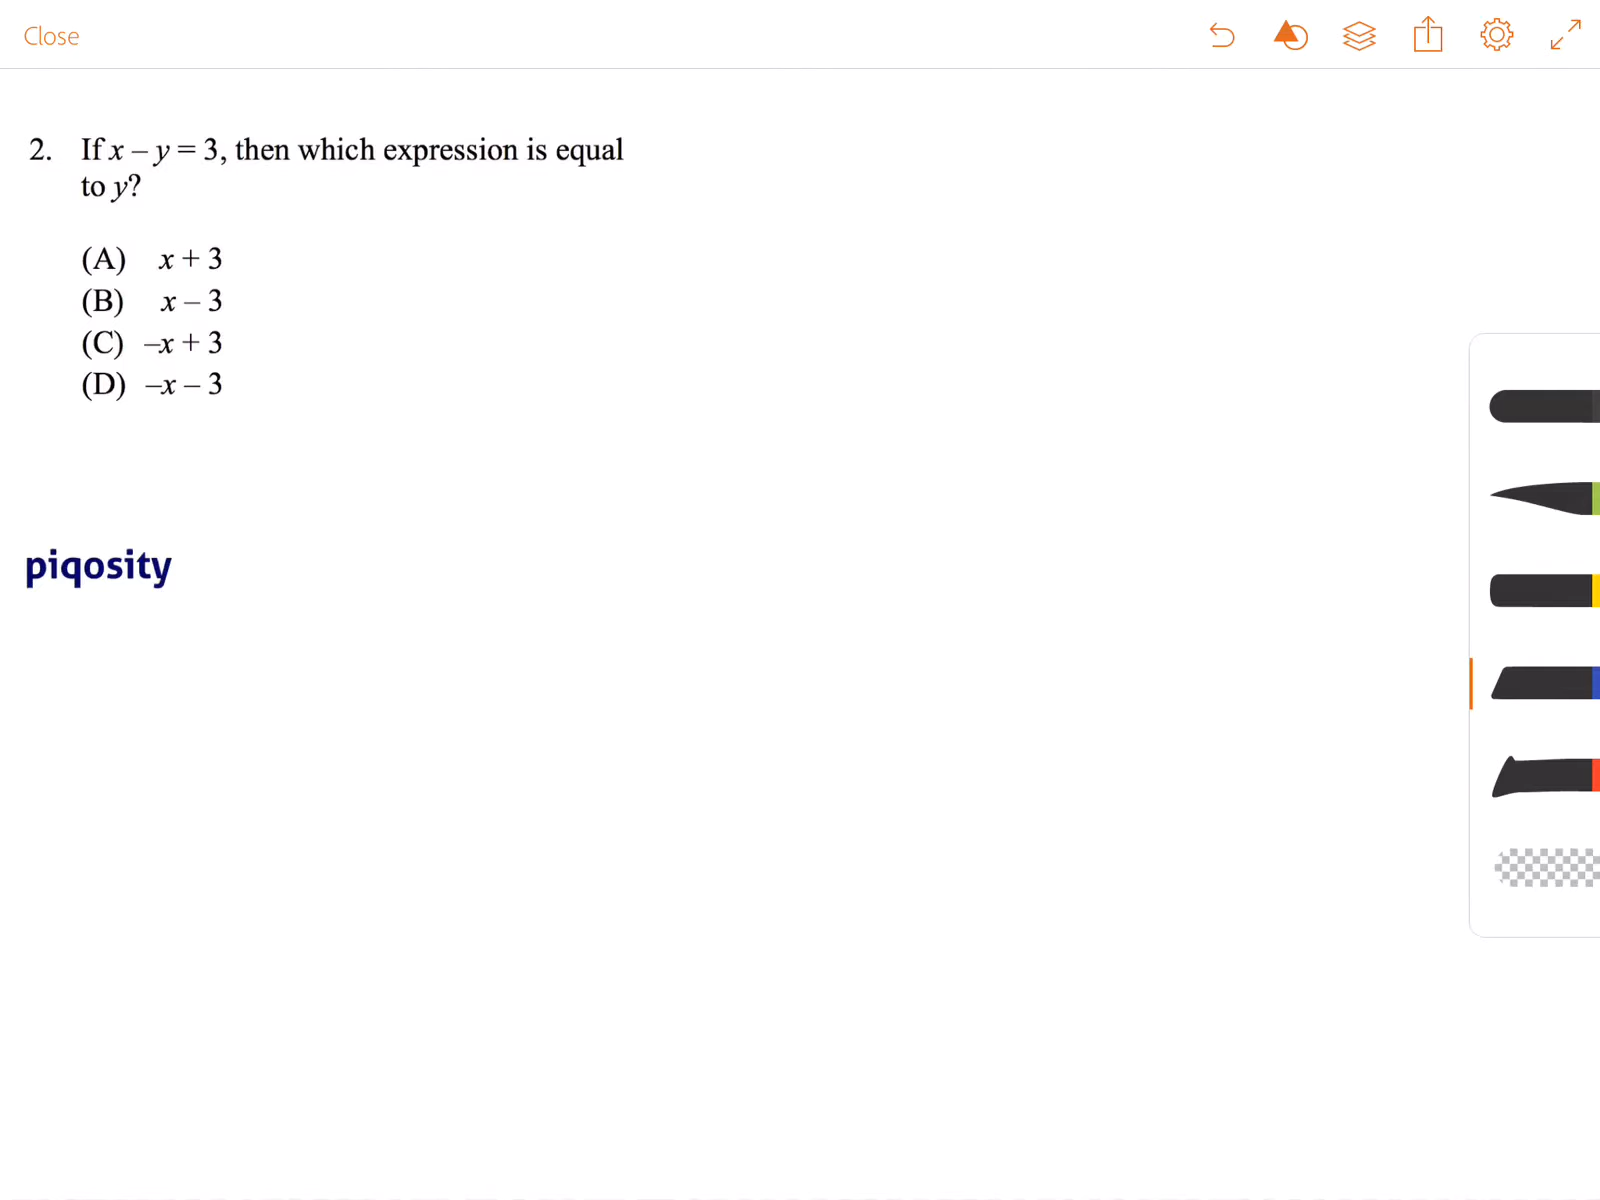 Close
2. If x – y = 3, then which expression is equal
to y?
(A) x + 3
(B) x – 3
(C) –x + 3
(D) –x – 3
piqosity